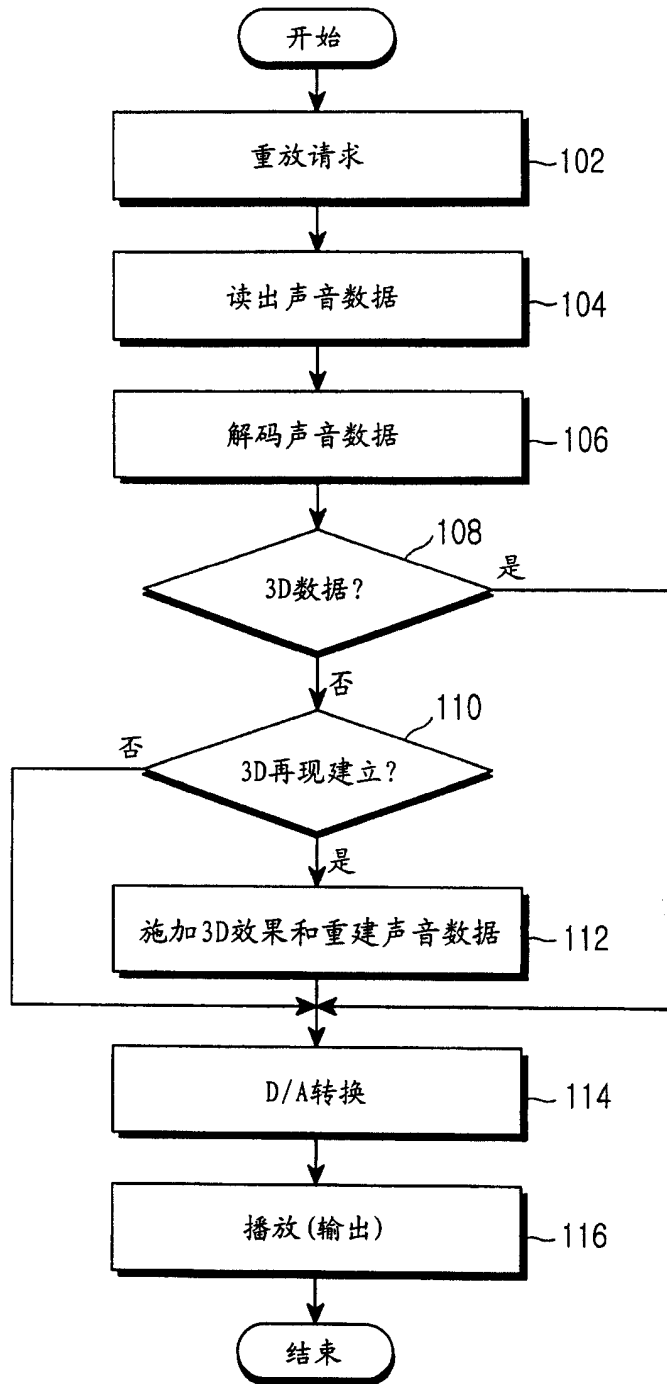 开始
重放请求
102
读出声音数据
104
解码声音数据
106
108
3D数据?
是
否
110
否
3D再现建立?
是
施加3D效果和重建声音数据
112
D/A转换
114
播放(输出)
116
结束